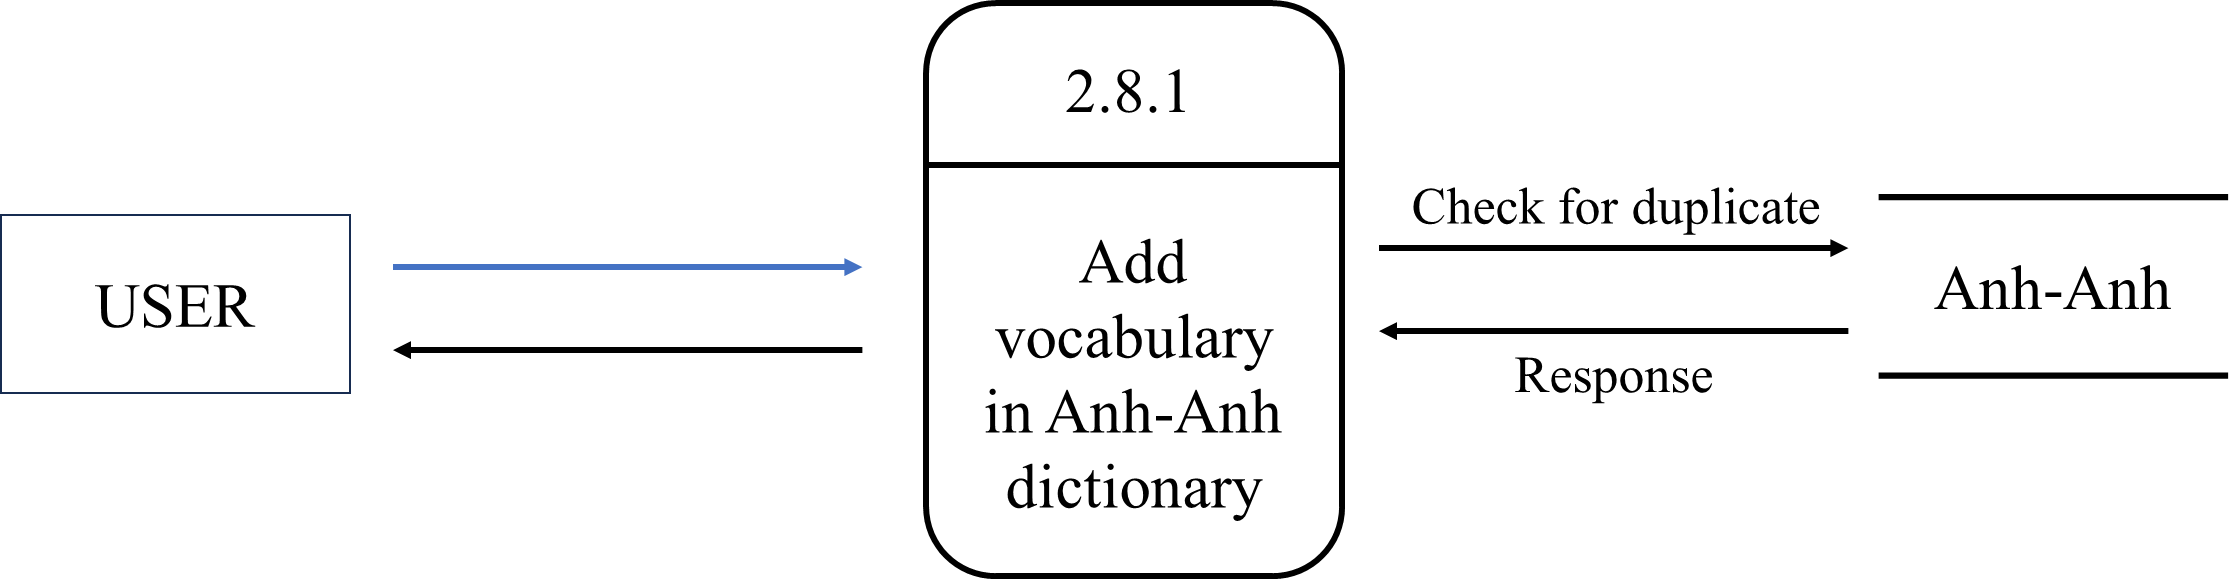 2.8.1
USER
Add
vocabulary
in Anh-Anh
dictionary
Check for duplicate
Response
Anh-Anh